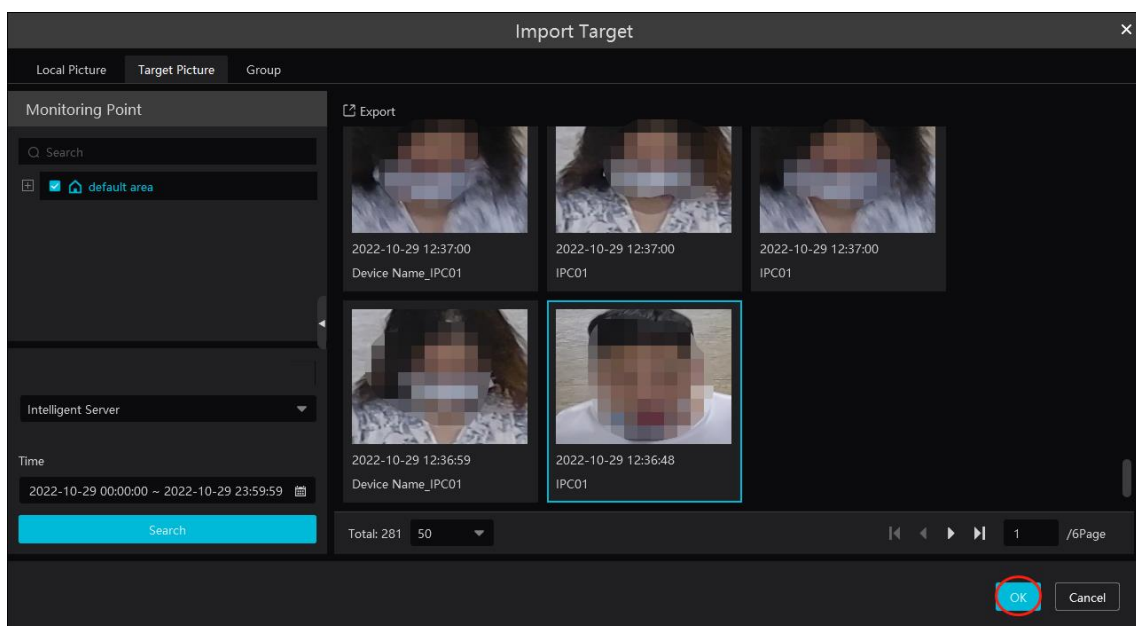 Import Target
Local Picture Target Picture Group
Monitoring Point
Search
default area
Intelligent Server
Time
2022-10-29 00:00:00 ~ 2022-10-29 23:59:59
Search
Export
2022-10-29 12:37:00 2022-10-29 12:37:00 2022-10-29 12:37:00
Device Name_IPC01 IPC01 IPC01
2022-10-29 12:36:59 2022-10-29 12:36:48
Device Name_IPC01 IPC01
Total: 281 50 1 /6Page
OK Cancel